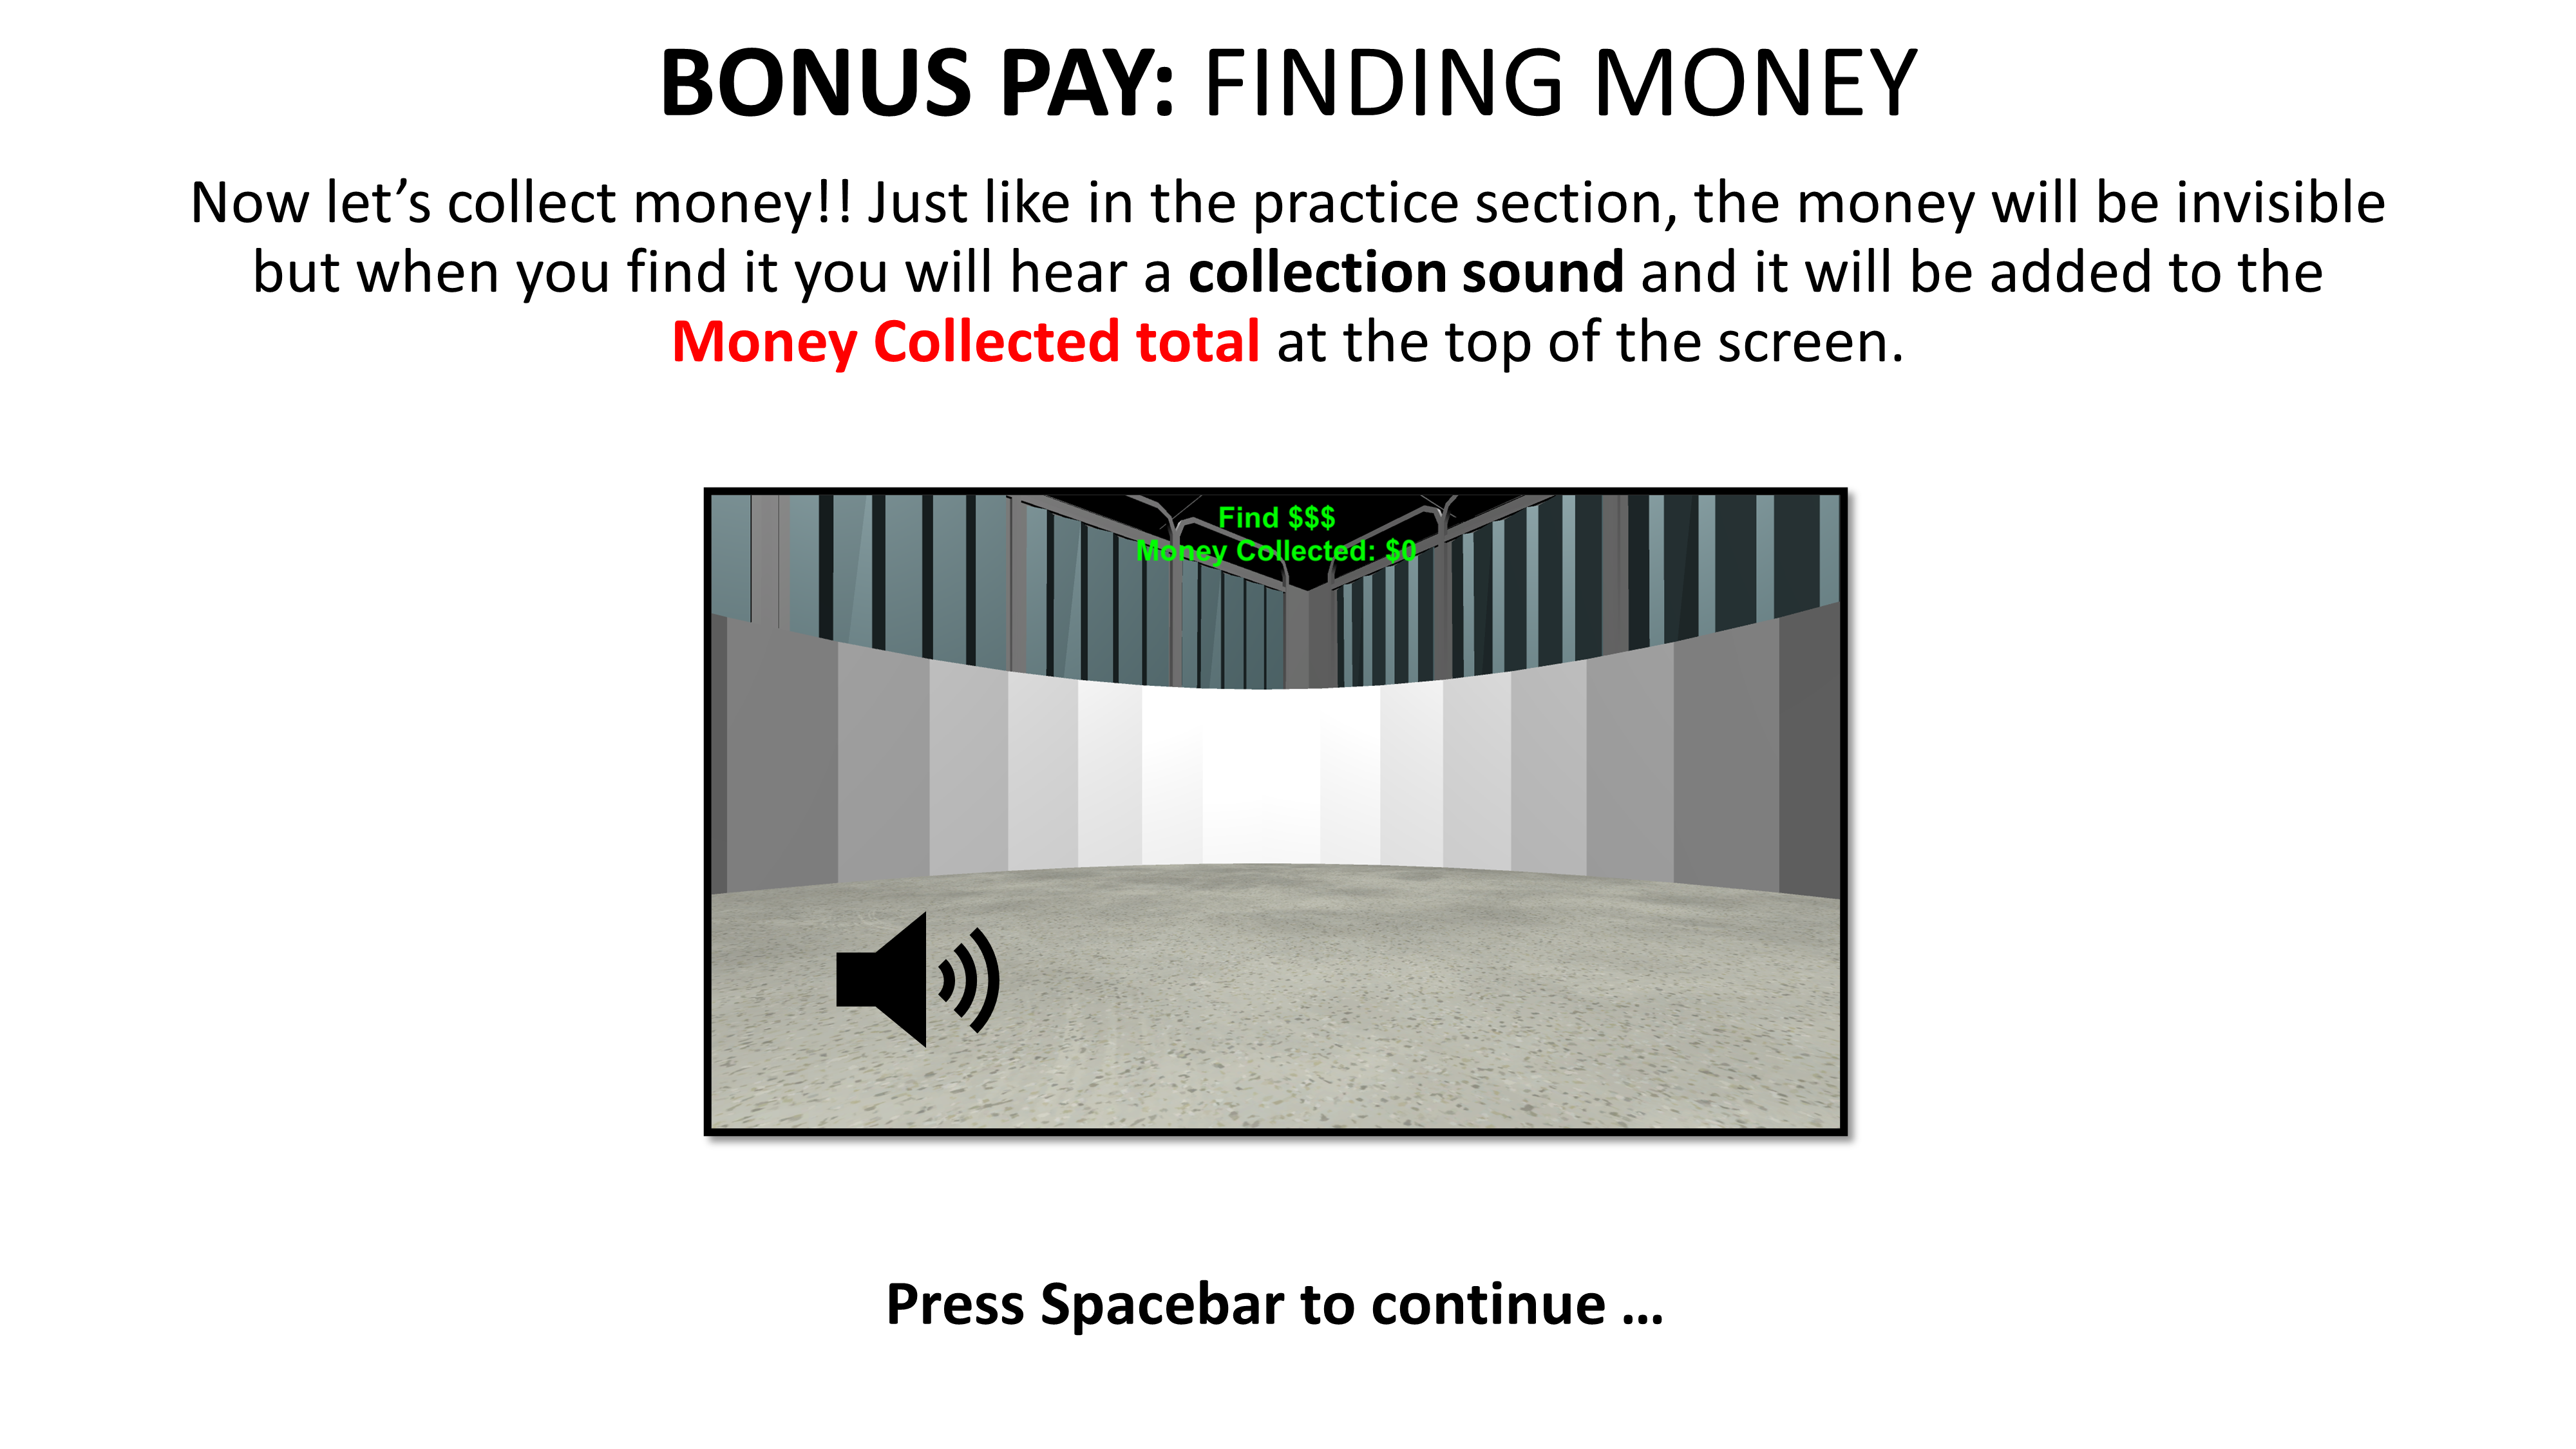 BONUS PAY: FINDING MONEY
Now let’s collect money!! Just like in the practice section, the money will be invisible
but when you find it you will hear a collection sound and it will be added to the
Money Collected total at the top of the screen.
Find $$$
Money Collected: $0
Press Spacebar to continue …